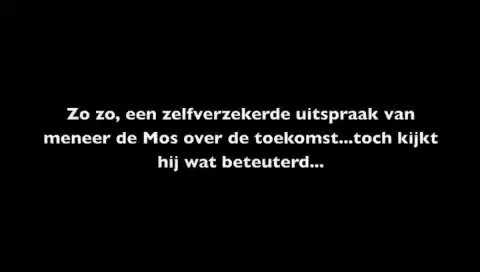 Zo zo, een zelfverzekerde uitspraak van
meneer de Mos over de toekomst...toch kijkt
hij wat beteuterd...